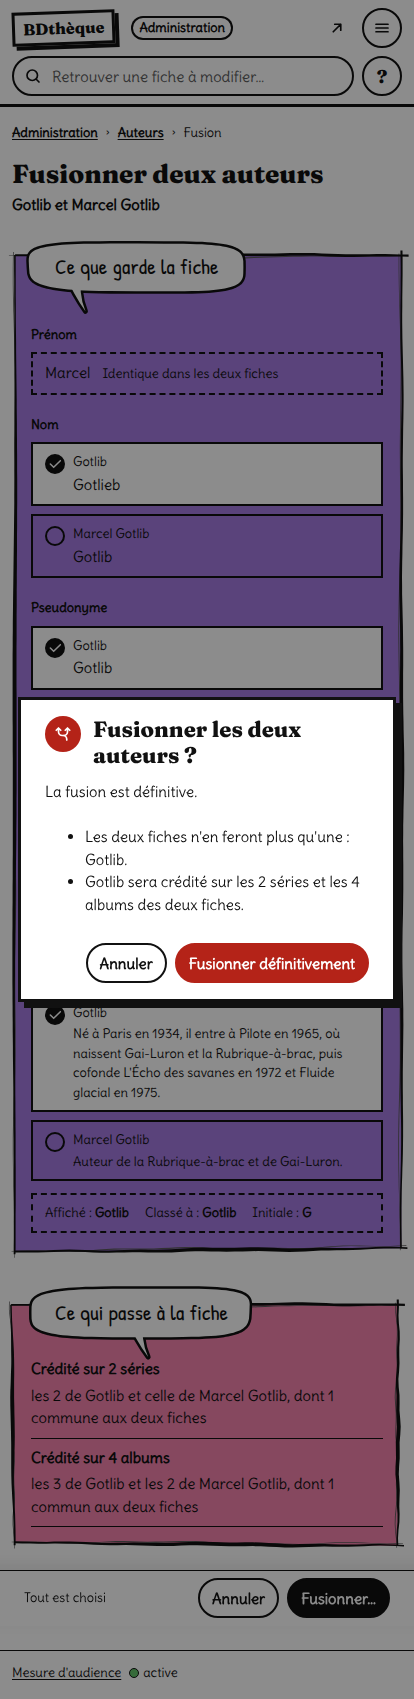 BDthèque
Administration
Retrouver une fiche à modifier...
?
Administration › Auteurs › Fusion
Fusionner deux auteurs
Gotlib et Marcel Gotlib
Ce que garde la fiche
Prénom
Marcel Identique dans les deux fiches
Nom
Gotlib
Gotlieb
Marcel Gotlib
Gotlib
Pseudonyme
Gotlib
Gotlib
Fusionner les deux
auteurs ?
La fusion est définitive.
• Les deux fiches n'en feront plus qu'une :
Gotlib.
• Gotlib sera crédité sur les 2 séries et les 4
albums des deux fiches.
Annuler
Fusionner définitivement
Gotlib
Né à Paris en 1934, il entre à Pilote en 1965, où
naissent Gai-Luron et la Rubrique-à-brac, puis
cofonde L'Écho des savanes en 1972 et Fluide
glacial en 1975.
Marcel Gotlib
Auteur de la Rubrique-à-brac et de Gai-Luron.
Affiché : Gotlib Classé à : Gotlib Initiale : G
Ce qui passe à la fiche
Crédité sur 2 séries
les 2 de Gotlib et celle de Marcel Gotlib, dont 1
commune aux deux fiches
Crédité sur 4 albums
les 3 de Gotlib et les 2 de Marcel Gotlib, dont 1
commun aux deux fiches
Tout est choisi
Annuler
Fusionner...
Mesure d'audience active